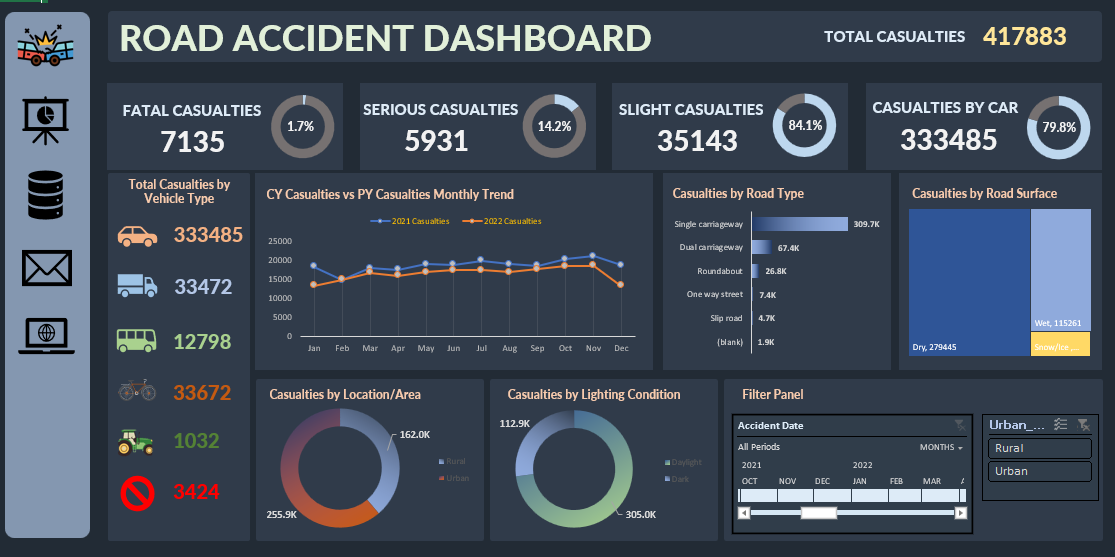 ROAD ACCIDENT DASHBOARD
TOTAL CASUALTIES 417883
FATAL CASUALTIES
7135
1.7%
SERIOUS CASUALTIES
5931
14.2%
SLIGHT CASUALTIES
35143
84.1%
CASUALTIES BY CAR
333485
79.8%
Total Casualties by
Vehicle Type
333485
33472
12798
33672
1032
3424
CY Casualties vs PY Casualties Monthly Trend
2021 Casualties 2022 Casualties
25000
20000
15000
10000
5000
0
Jan Feb Mar Apr May Jun Jul Aug Sep Oct Nov Dec
Casualties by Road Type
Single carriageway 309.7K
Dual carriageway 67.4K
Roundabout 26.8K
One way street 7.4K
Slip road 4.7K
(blank) 1.9K
Casualties by Road Surface
Dry, 279445
Wet, 115261
Snow/Ice ...
Casualties by Location/Area
162.0K
Rural
Urban
255.9K
Casualties by Lighting Condition
112.9K
Daylight
Dark
305.0K
Filter Panel
Accident Date
All Periods MONTHS
2021 2022
OCT NOV DEC JAN FEB MAR A
Urban_...
Rural
Urban